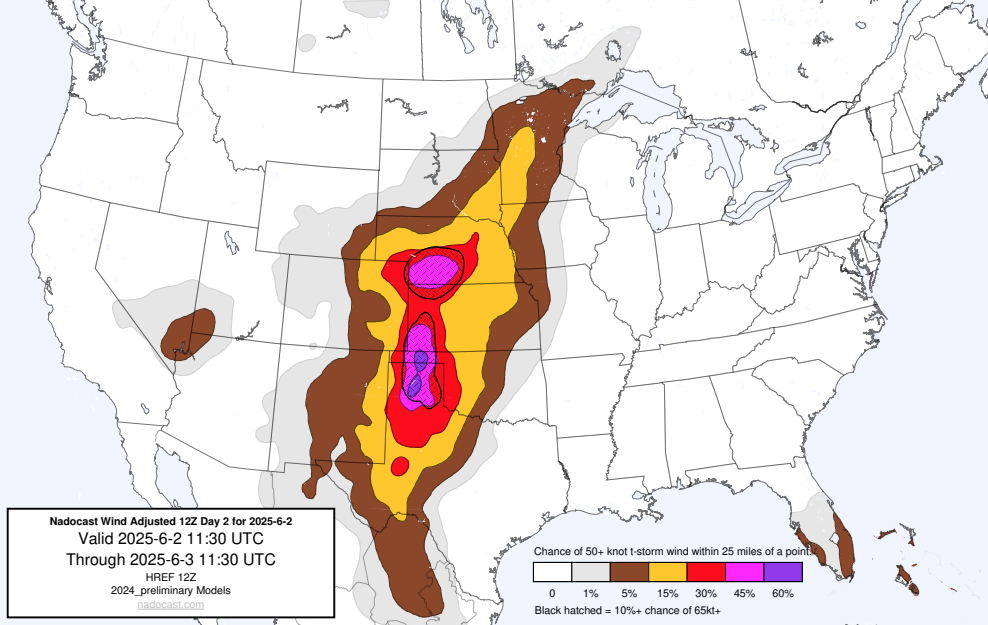 Nadocast Wind Adjusted 12Z Day 2 for 2025-6-2
Valid 2025-6-2 11:30 UTC
Through 2025-6-3 11:30 UTC
HREF 12Z
2024_preliminary Models
nadocast.com
Chance of 50+ knot t-storm wind within 25 miles of a point.
0 1% 5% 15% 30% 45% 60%
Black hatched = 10%+ chance of 65kt+